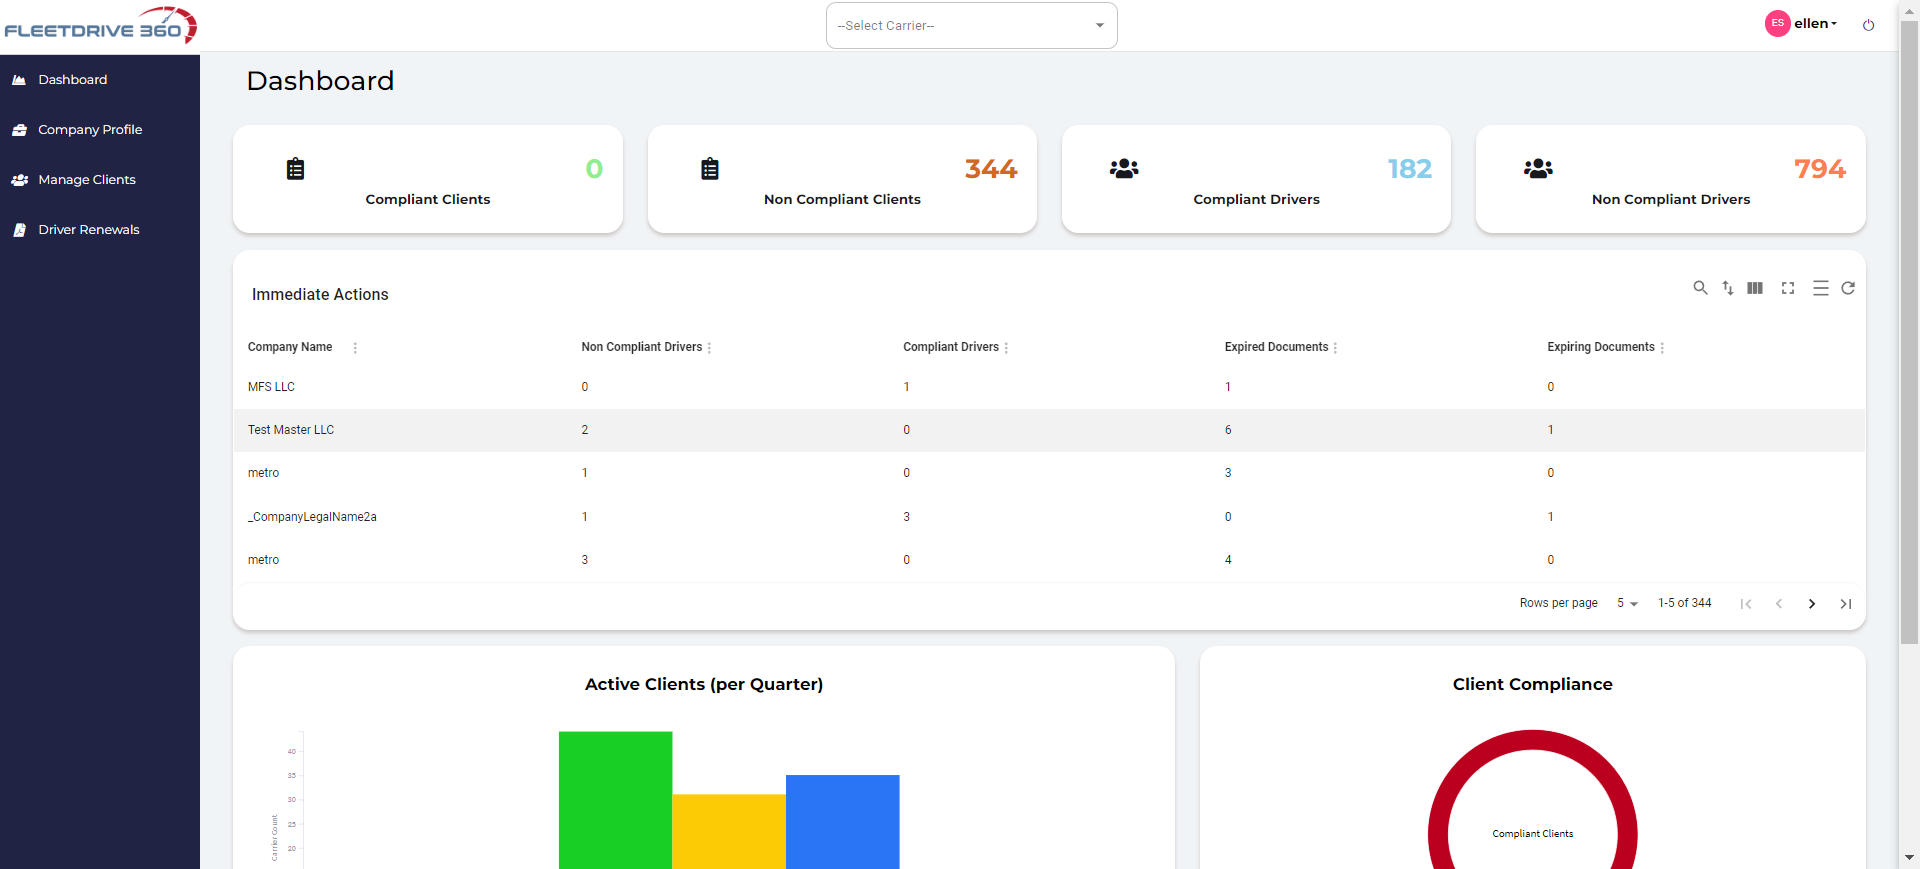 FLEETDRIVE 360
--Select Carrier--
ES ellen
Dashboard
Company Profile
Manage Clients
Driver Renewals
Dashboard
0
Compliant Clients
344
Non Compliant Clients
182
Compliant Drivers
794
Non Compliant Drivers
Immediate Actions
Company Name Non Compliant Drivers Compliant Drivers Expired Documents Expiring Documents
MFS LLC 0 1 1 0
Test Master LLC 2 0 6 1
metro 1 0 3 0
_CompanyLegalName2a 1 3 0 1
metro 3 0 4 0
Rows per page 5 1-5 of 344
Active Clients (per Quarter)
40
35
30
25
20
Carrier Count
Client Compliance
Compliant Clients